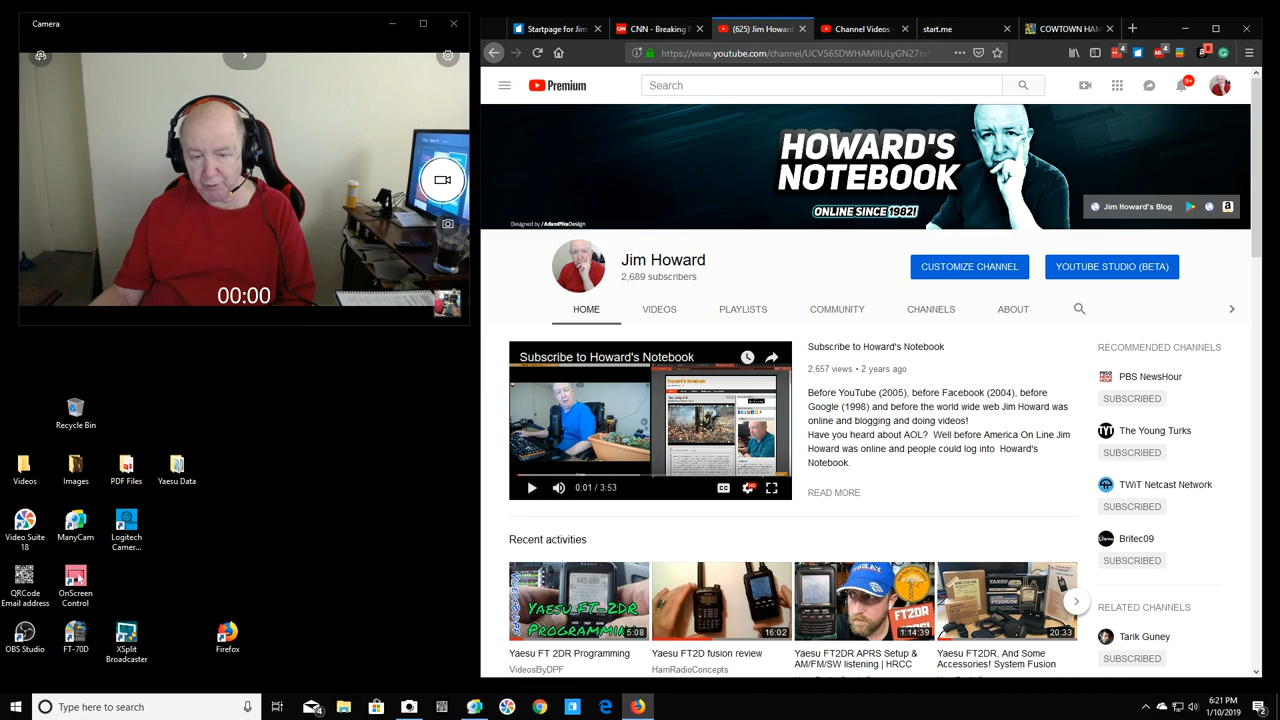 Camera
00:00
Recycle Bin
Videos
Images
PDF Files
Yaesu Data
Video Suite 18
ManyCam
Logitech Camer...
QRCode Email address
OnScreen Control
OBS Studio
FT-70D
XSplit Broadcaster
Firefox
Startpage for Jim
CNN - Breaking
(625) Jim Howard
Channel Videos -
start.me
COWTOWN HAM
https://www.youtube.com/channel/UCV56SDWHAMIIULyGN27m
Premium
Search
9+
HOWARD'S
NOTEBOOK
ONLINE SINCE 1982!
Designed by /AdamPikeDesign
Jim Howard's Blog
Jim Howard
2,689 subscribers
CUSTOMIZE CHANNEL
YOUTUBE STUDIO (BETA)
HOME
VIDEOS
PLAYLISTS
COMMUNITY
CHANNELS
ABOUT
Subscribe to Howard's Notebook
0:01 / 3:53
Subscribe to Howard's Notebook
2,657 views • 2 years ago
Before YouTube (2005), before Facebook (2004), before
Google (1998) and before the world wide web Jim Howard was
online and blogging and doing videos!
Have you heard about AOL? Well before America On Line Jim
Howard was online and people could log into Howard's
Notebook.
READ MORE
RECOMMENDED CHANNELS
PBS NewsHour
SUBSCRIBED
The Young Turks
SUBSCRIBED
TWiT Netcast Network
SUBSCRIBED
Britec09
SUBSCRIBED
RELATED CHANNELS
Tarik Guney
SUBSCRIBED
Recent activities
YAESU FT-2DR
PROGRAMMING
5:08
16:02
FT2DR
1:14:39
20:33
Yaesu FT 2DR Programming
VideosByDPF
Yaesu FT2D fusion review
HamRadioConcepts
Yaesu FT2DR APRS Setup &
AM/FM/SW listening | HRCC
Yaesu FT2DR, And Some
Accessories! System Fusion
Type here to search
6:21 PM
1/10/2019